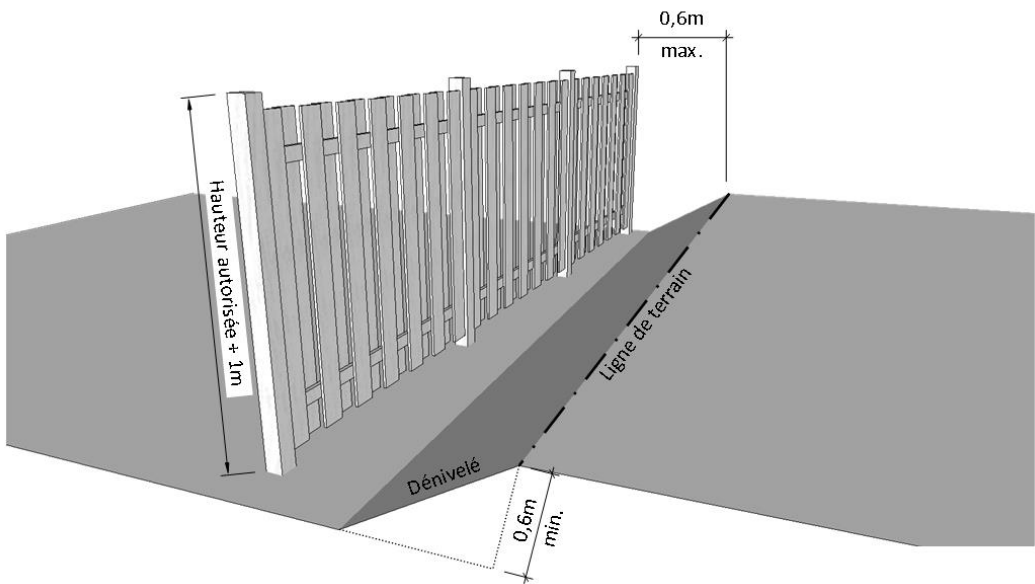 0,6m
max.
Hauteur autorisée + 1m
Ligne de terrain
Dénivelé
0,6m
min.